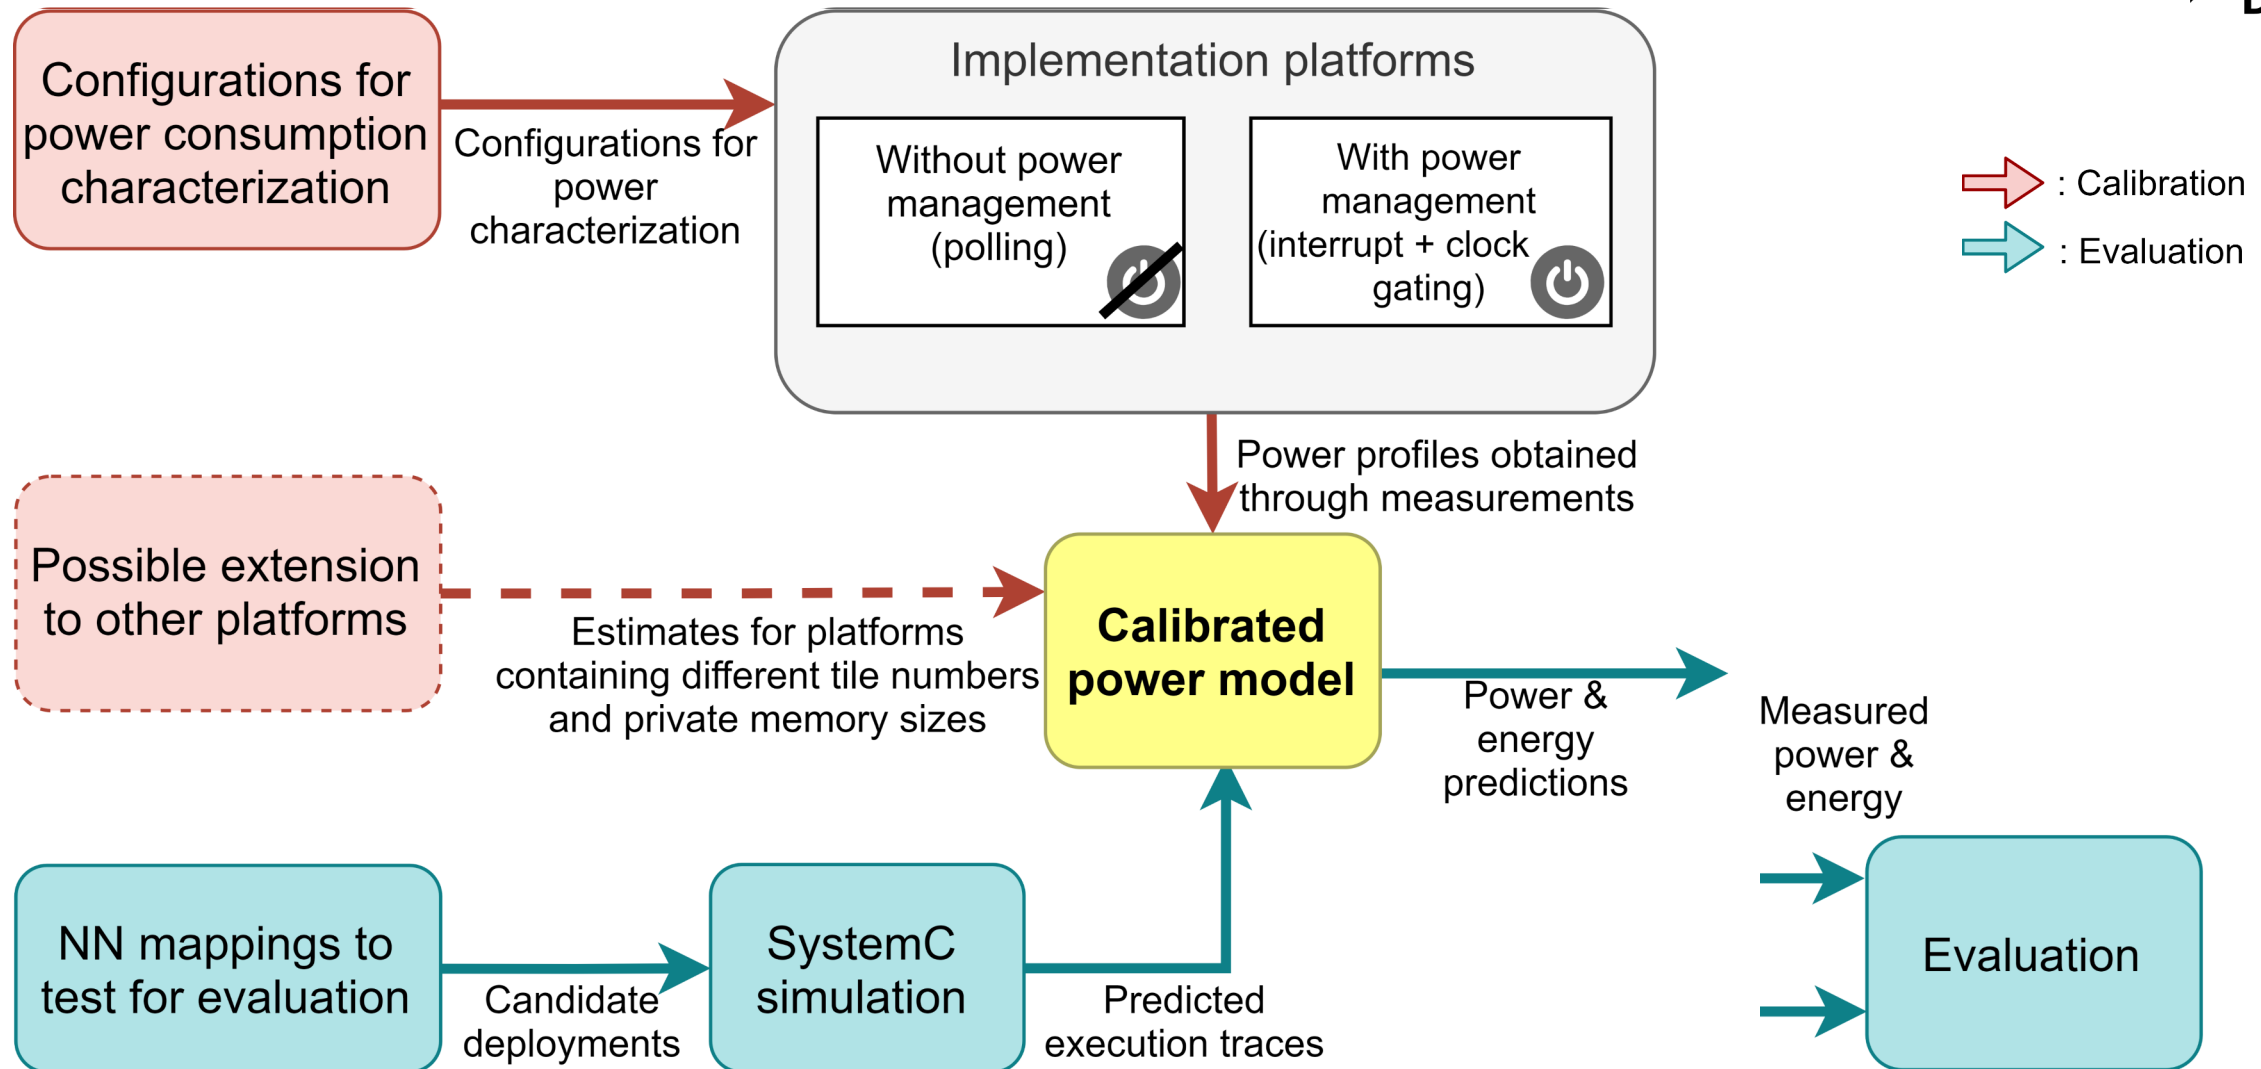 Configurations for
power consumption
characterization
Configurations for
power
characterization
Implementation platforms
Without power
management
(polling)
With power
management
(interrupt + clock
gating)
: Calibration
: Evaluation
Power profiles obtained
through measurements
Possible extension
to other platforms
Estimates for platforms
containing different tile numbers
and private memory sizes
Calibrated
power model
Power &
energy
predictions
Measured
power &
energy
NN mappings to
test for evaluation
Candidate
deployments
SystemC
simulation
Predicted
execution traces
Evaluation